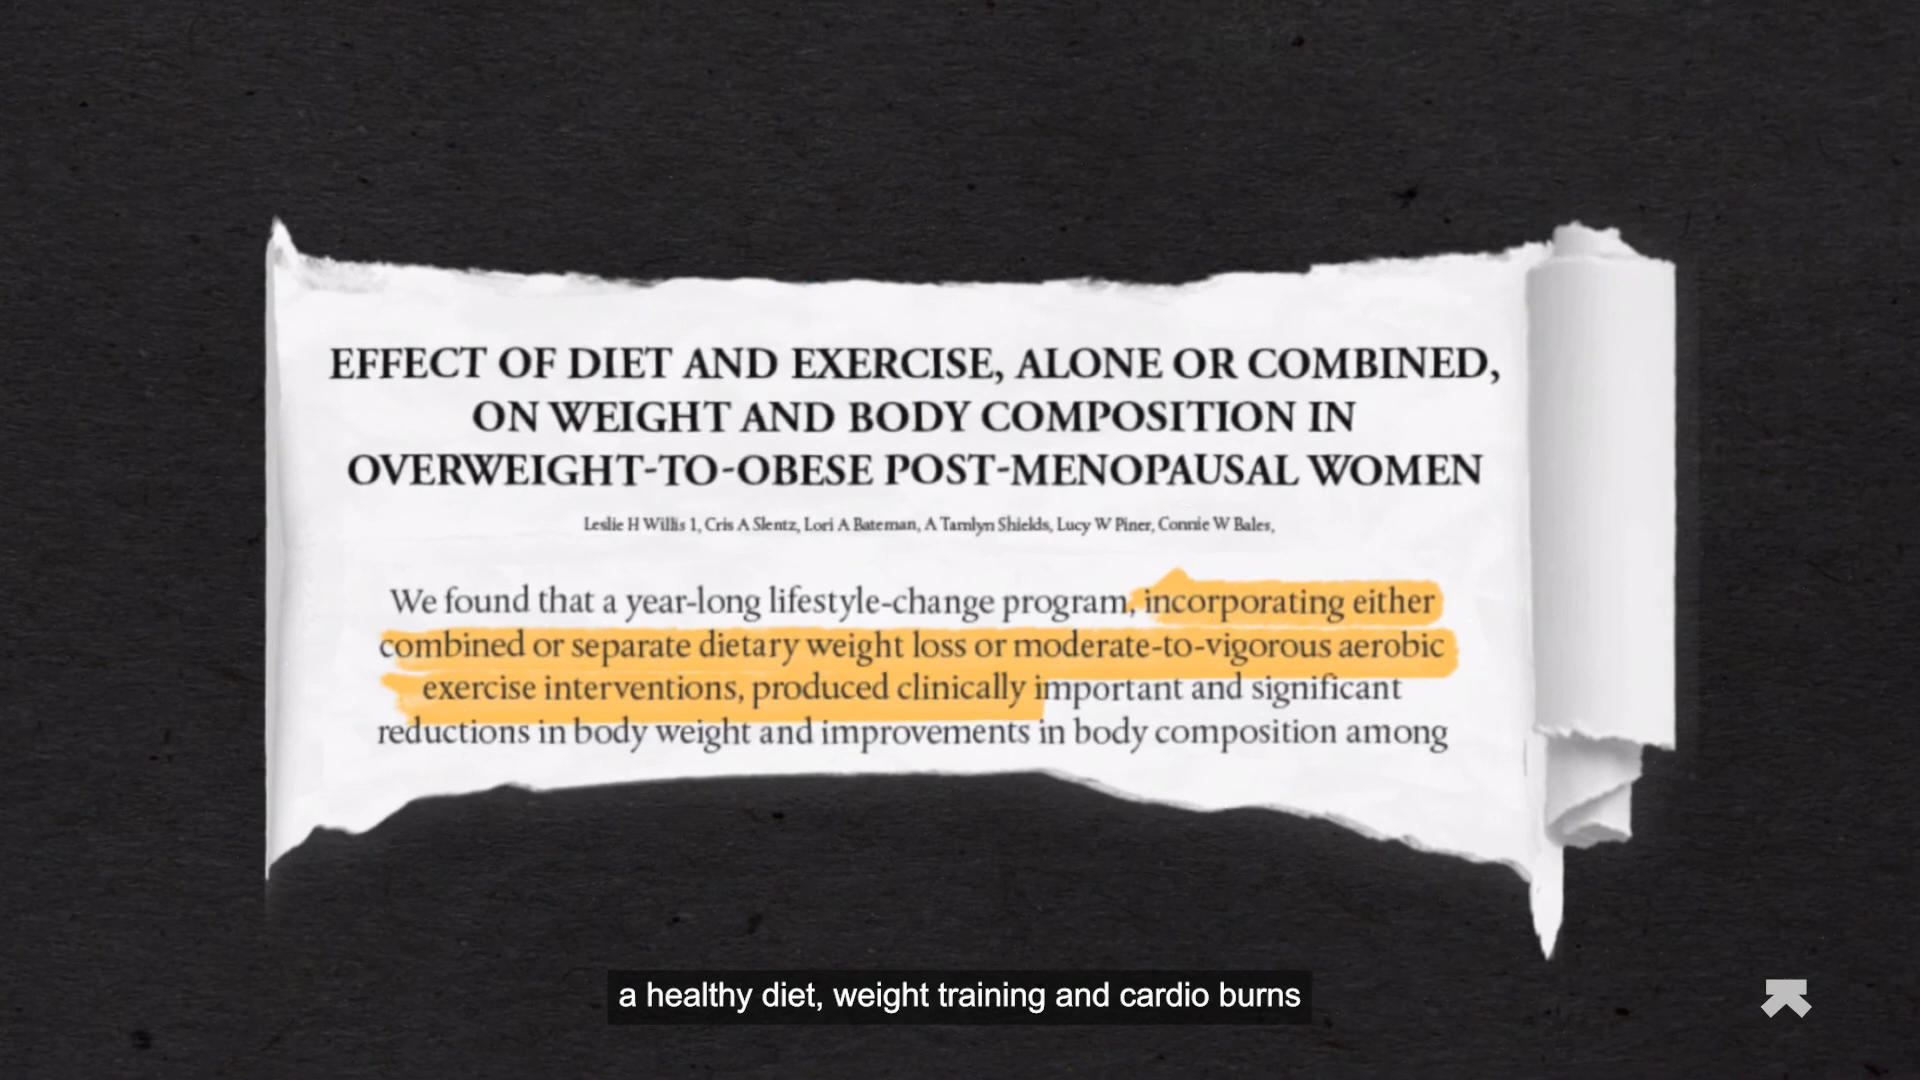 EFFECT OF DIET AND EXERCISE, ALONE OR COMBINED,
ON WEIGHT AND BODY COMPOSITION IN
OVERWEIGHT-TO-OBESE POST-MENOPAUSAL WOMEN
Leslie H Willis 1, Cris A Slentz, Lori A Bateman, A Tamlyn Shields, Lucy W Piner, Connie W Bales,
We found that a year-long lifestyle-change program, incorporating either
combined or separate dietary weight loss or moderate-to-vigorous aerobic
exercise interventions, produced clinically important and significant
reductions in body weight and improvements in body composition among
a healthy diet, weight training and cardio burns